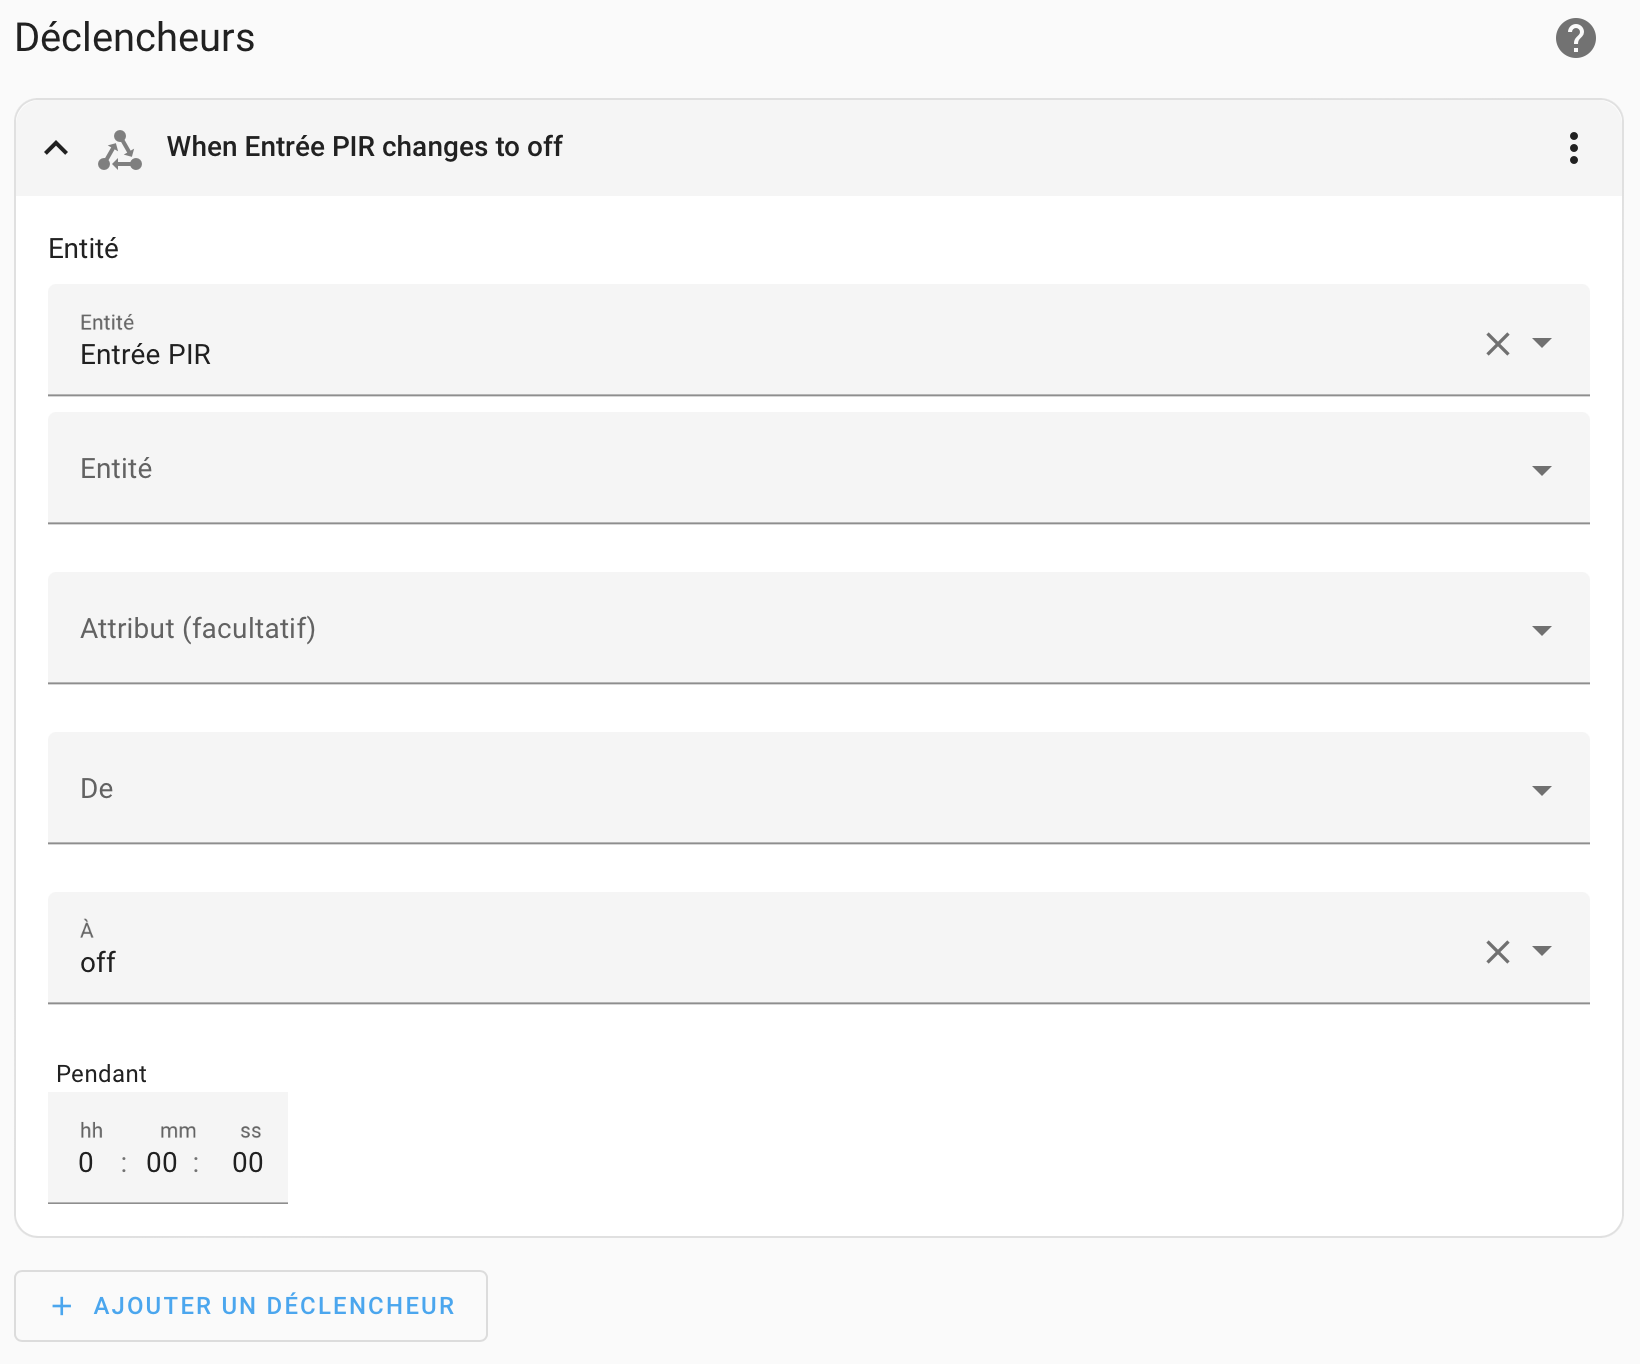 Déclencheurs
When Entrée PIR changes to off
Entité
Entité
Entrée PIR
Entité
Attribut (facultatif)
De
À
off
Pendant
hh mm ss
0 : 00 : 00
+ AJOUTER UN DÉCLENCHEUR